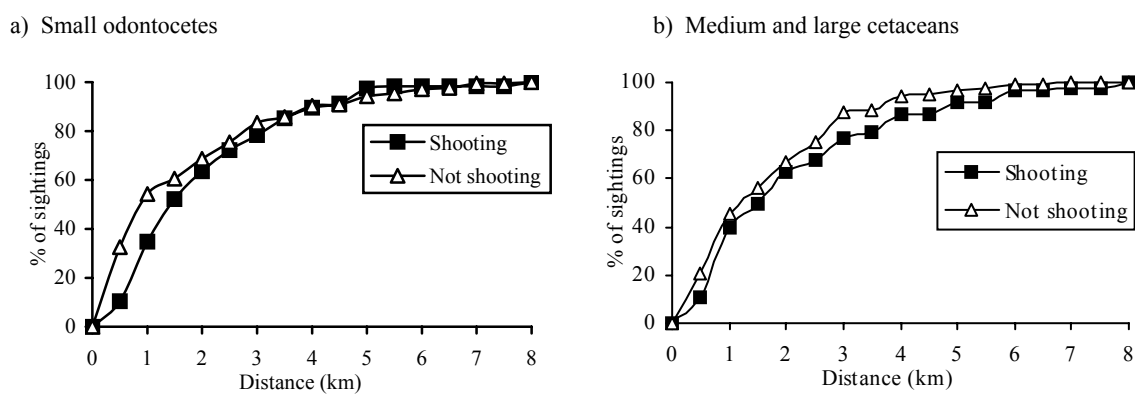 a) Small odontocetes
% of sightings
100
80
60
40
20
0
0 1 2 3 4 5 6 7 8
Distance (km)
Shooting
Not shooting
b) Medium and large cetaceans
% of sightings
100
80
60
40
20
0
0 1 2 3 4 5 6 7 8
Distance (km)
Shooting
Not shooting